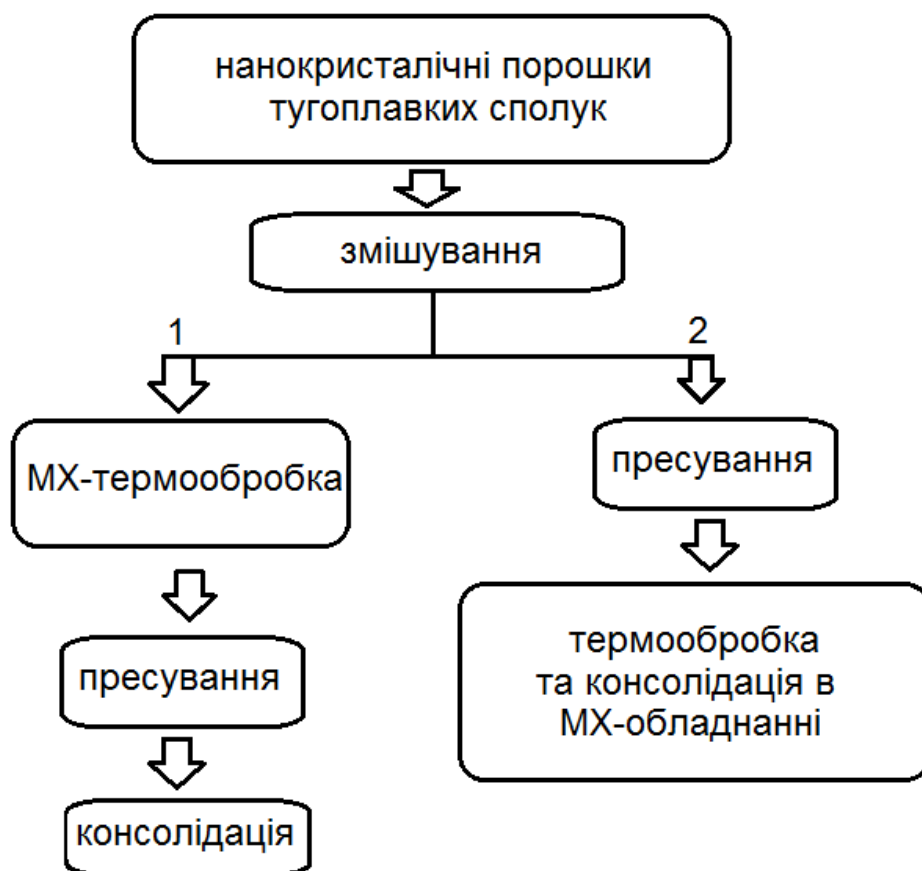 нанокристалічні порошки
тугоплавких сполук
змішування
1
2
МХ-термообробка
пресування
пресування
термообробка
та консолідація в
МХ-обладнанні
консолідація